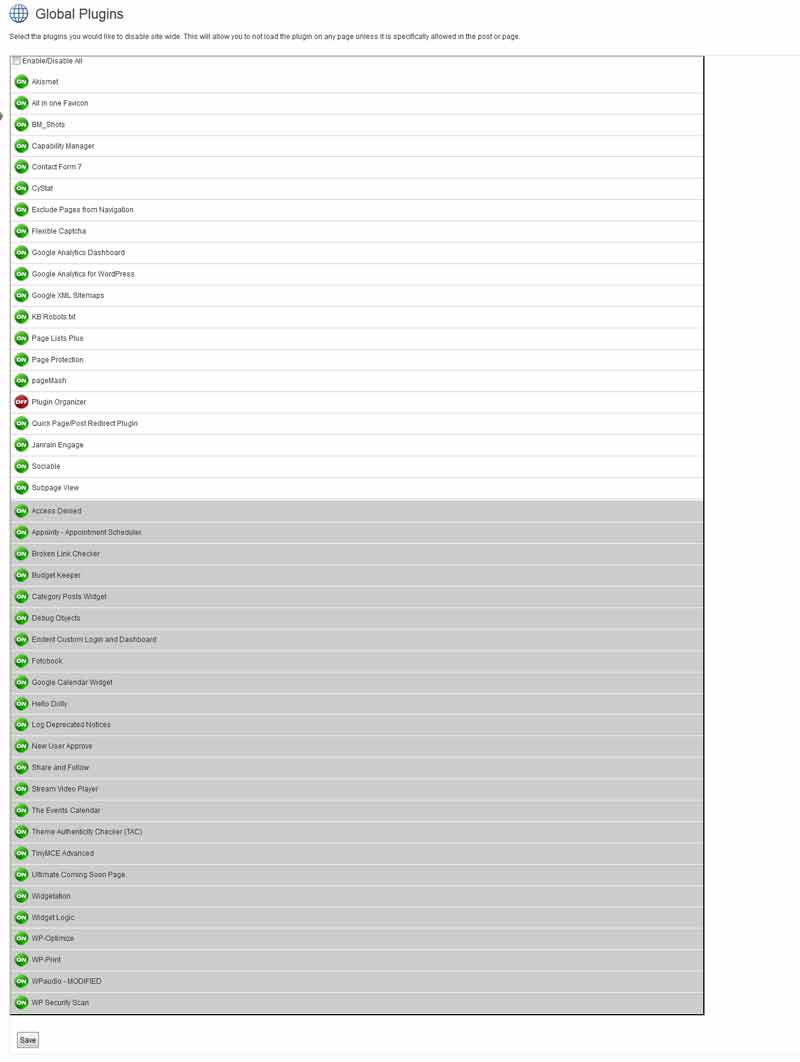 Global Plugins
Select the plugins you would like to disable site wide. This will allow you to not load the plugin on any page unless it is specifically allowed in the post or page.
Enable/Disable All
ON Akismet
ON All in one Favicon
ON BM_Shots
ON Capability Manager
ON Contact Form 7
ON CyStat
ON Exclude Pages from Navigation
ON Flexible Captcha
ON Google Analytics Dashboard
ON Google Analytics for WordPress
ON Google XML Sitemaps
ON KB Robots.txt
ON Page Lists Plus
ON Page Protection
ON pageMash
OFF Plugin Organizer
ON Quick Page/Post Redirect Plugin
ON Janrain Engage
ON Sociable
ON Subpage View
ON Access Denied
ON Appointy - Appointment Scheduler
ON Broken Link Checker
ON Budget Keeper
ON Category Posts Widget
ON Debug Objects
ON Erident Custom Login and Dashboard
ON Fotobook
ON Google Calendar Widget
ON Hello Dolly
ON Log Deprecated Notices
ON New User Approve
ON Share and Follow
ON Stream Video Player
ON The Events Calendar
ON Theme Authenticity Checker (TAC)
ON TinyMCE Advanced
ON Ultimate Coming Soon Page
ON Widgetation
ON Widget Logic
ON WP-Optimize
ON WP-Print
ON WPaudio - MODIFIED
ON WP Security Scan
Save